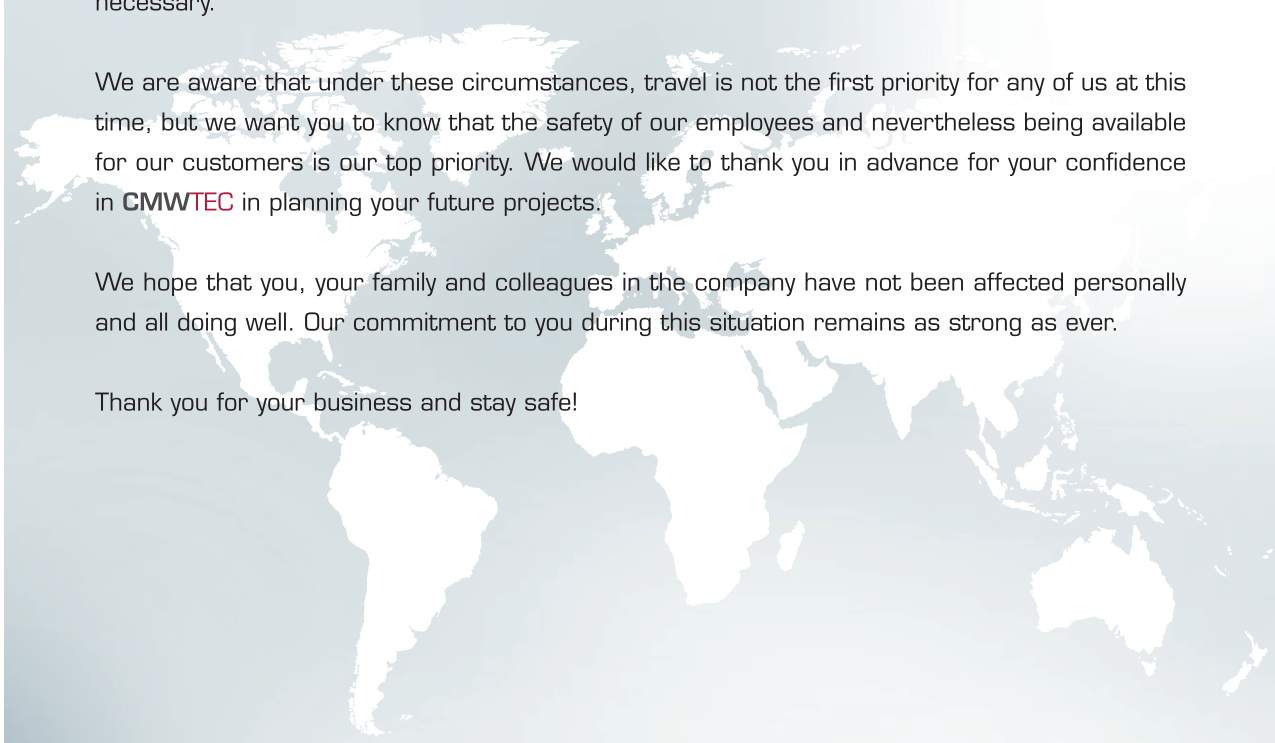 necessary.
We are aware that under these circumstances, travel is not the first priority for any of us at this
time, but we want you to know that the safety of our employees and nevertheless being available
for our customers is our top priority. We would like to thank you in advance for your confidence
in CMWTEC in planning your future projects.
We hope that you, your family and colleagues in the company have not been affected personally
and all doing well. Our commitment to you during this situation remains as strong as ever.
Thank you for your business and stay safe!